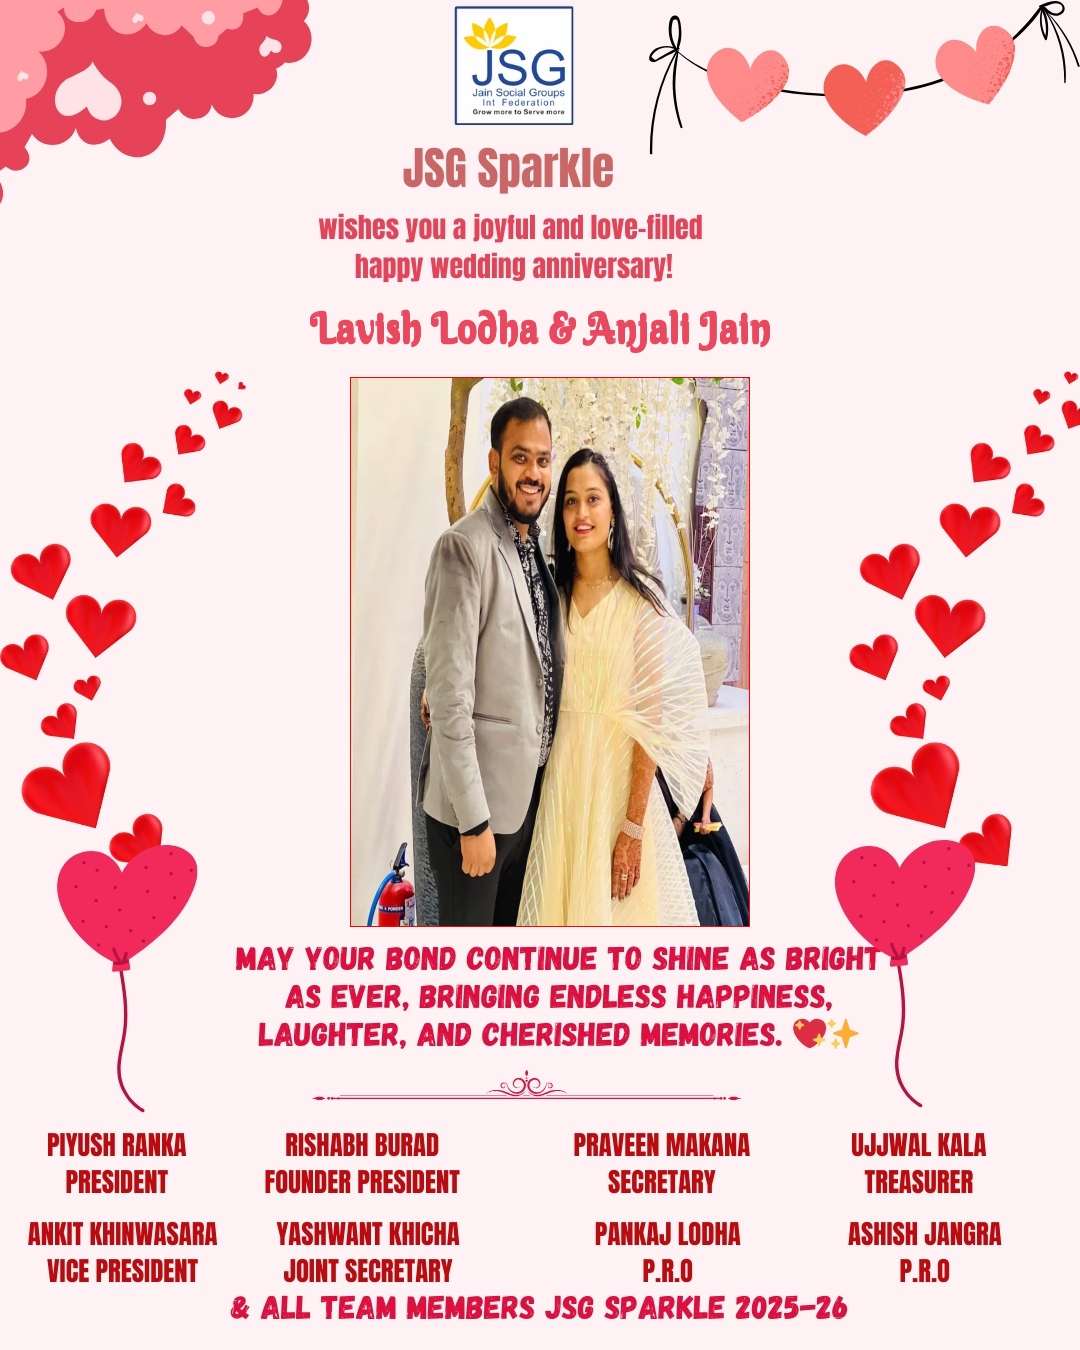 JSG
Jain Social Groups
Int Federation
Grow more to Serve more
JSG Sparkle
wishes you a joyful and love-filled
happy wedding anniversary!
Lavish Lodha & Anjali Jain
MAY YOUR BOND CONTINUE TO SHINE AS BRIGHT
AS EVER, BRINGING ENDLESS HAPPINESS,
LAUGHTER, AND CHERISHED MEMORIES. 💖✨
PIYUSH RANKA
PRESIDENT
RISHABH BURAD
FOUNDER PRESIDENT
PRAVEEN MAKANA
SECRETARY
UJJWAL KALA
TREASURER
ANKIT KHINWASARA
VICE PRESIDENT
YASHWANT KHICHA
JOINT SECRETARY
PANKAJ LODHA
P.R.O
ASHISH JANGRA
P.R.O
& ALL TEAM MEMBERS JSG SPARKLE 2025-26